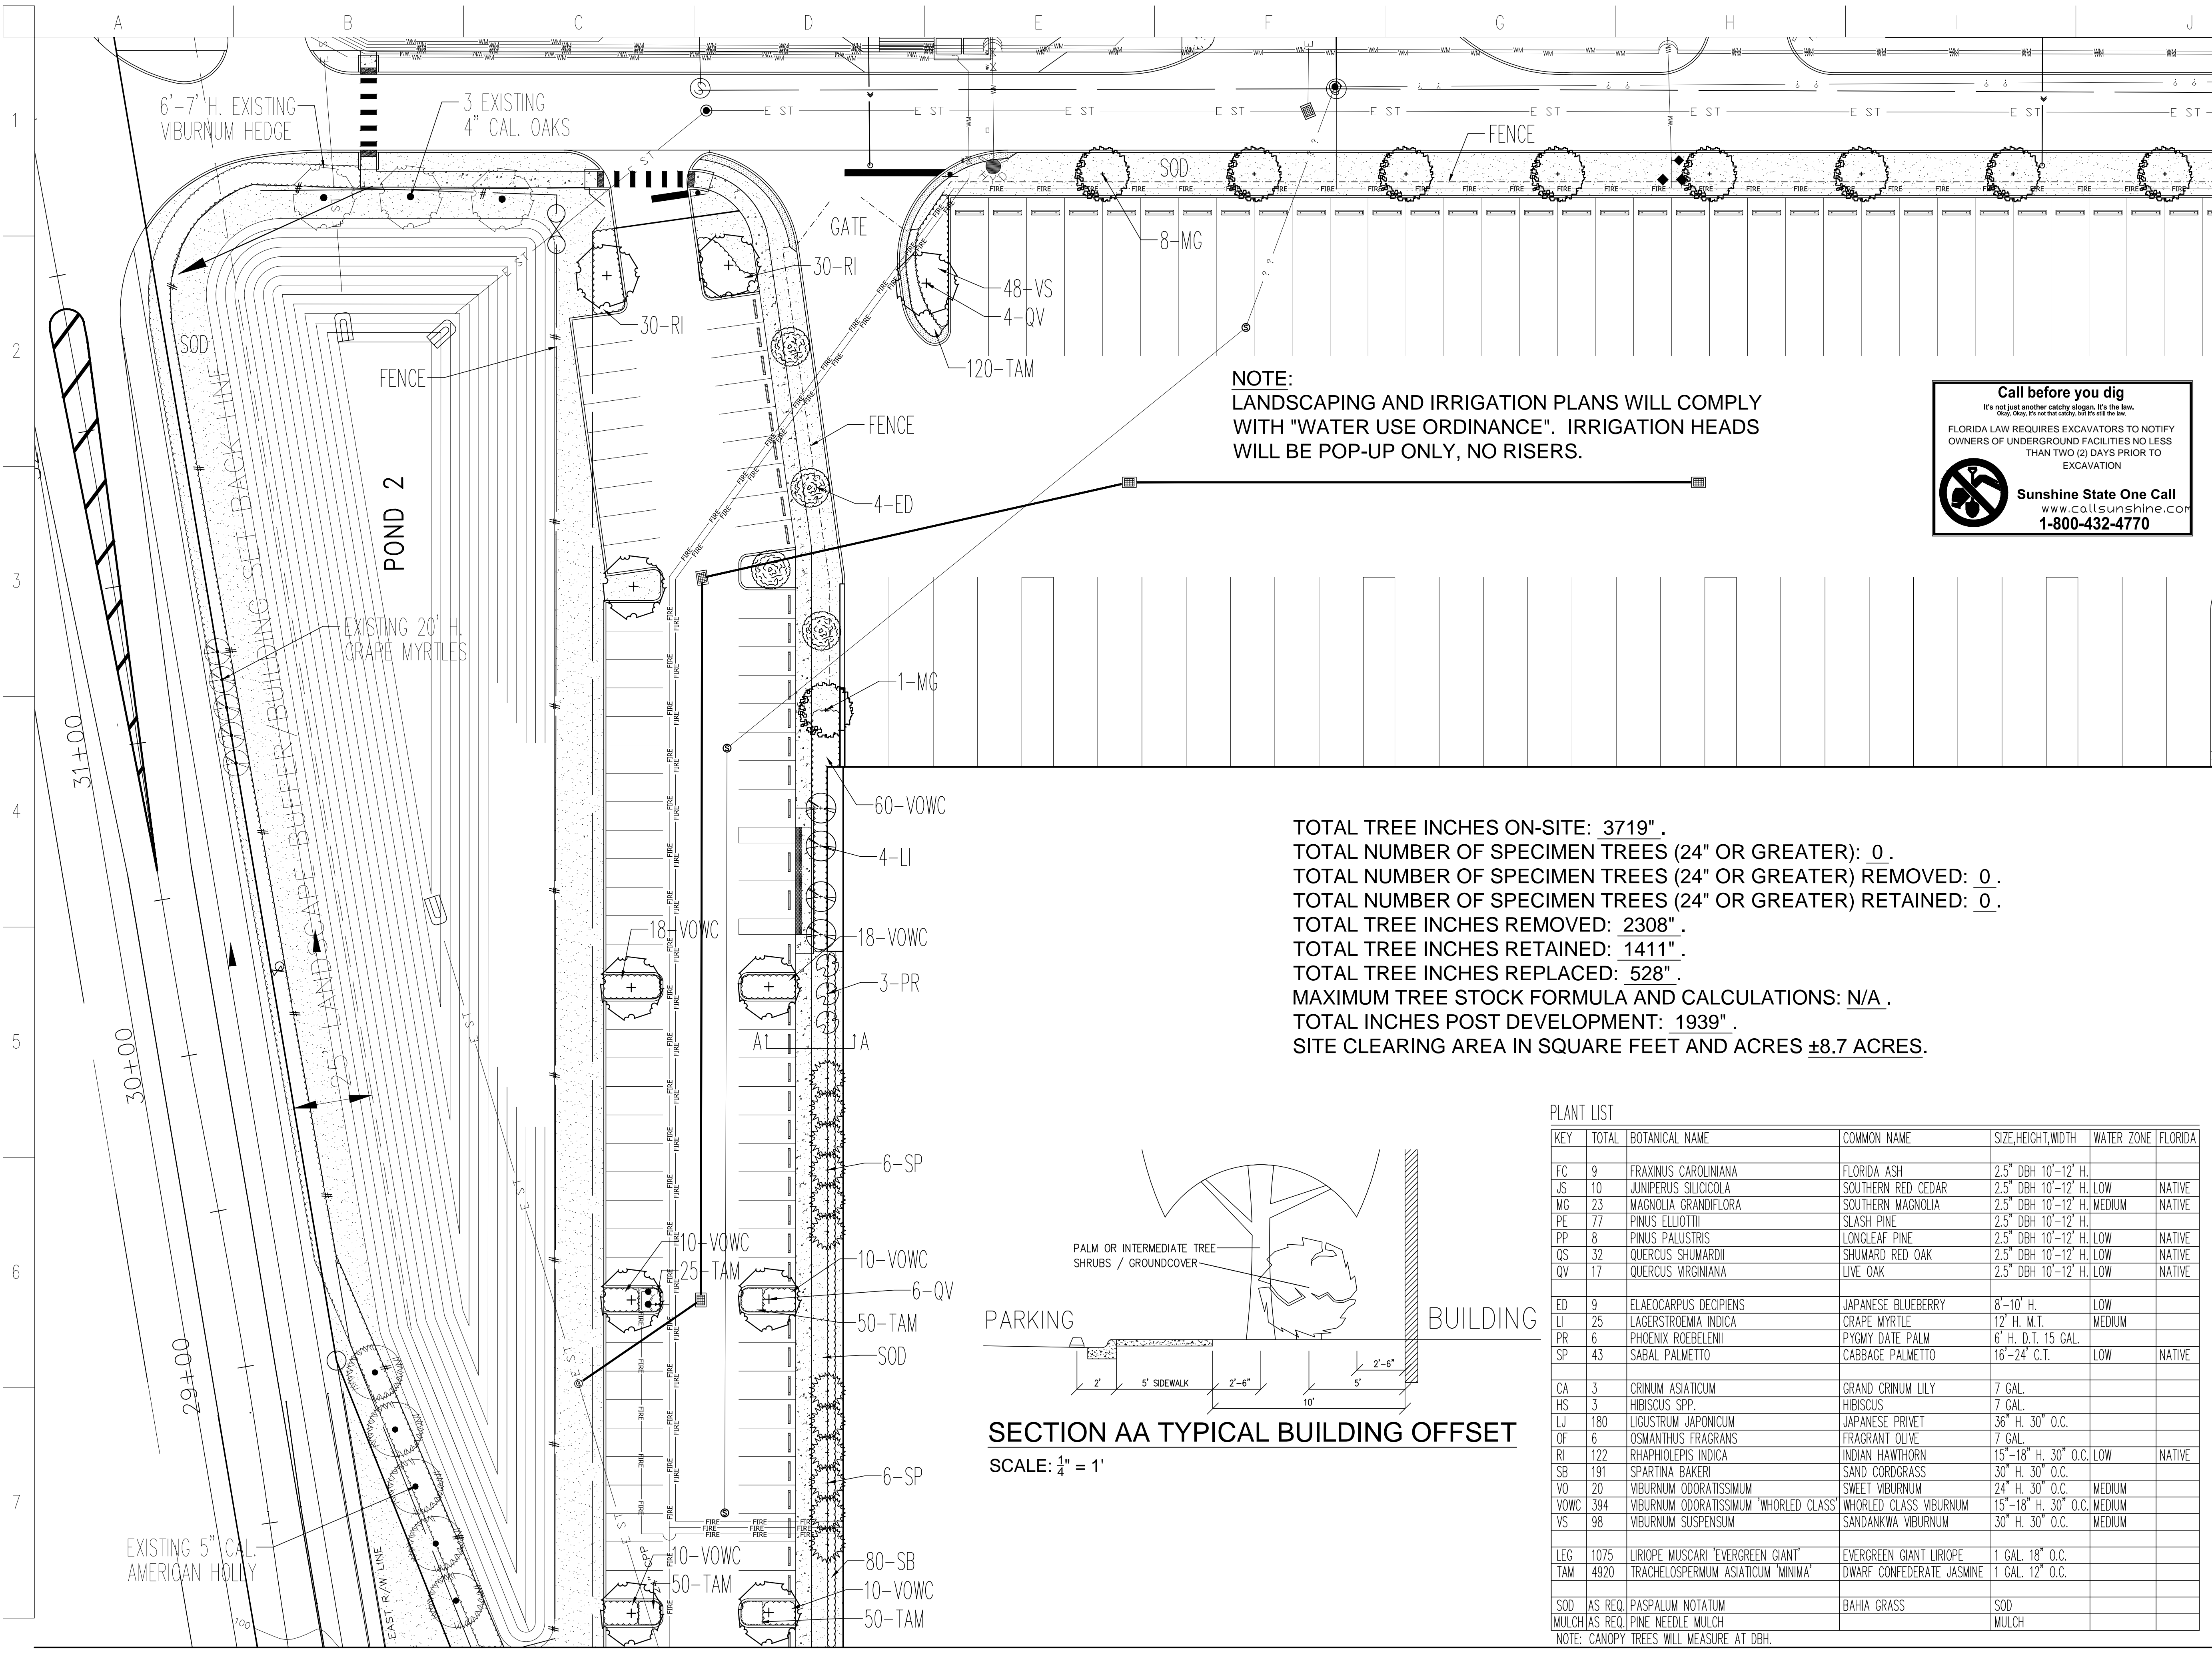 A B C D E F G H I J
1
2
3
4
5
6
7
6'-7' H. EXISTING
VIBURNUM HEDGE
3 EXISTING
4" CAL. OAKS
E ST E ST E ST E ST E ST E ST E ST E ST E ST E ST
FENCE
SOD
GATE
8-MG
30-RI
30-RI
48-VS
4-QV
120-TAM
SOD
FENCE
FENCE
4-ED
POND 2
25' LANDSCAPE BUFFER/BUILDING SETBACK LINE
EXISTING 20' H.
CRAPE MYRTLES
1-MG
31+00
30+00
29+00
60-VOWC
4-LI
18-VOWC
18-VOWC
3-PR
A A
6-SP
10-VOWC
25-TAM
10-VOWC
6-QV
50-TAM
SOD
6-SP
EXISTING 5" CAL.
AMERICAN HOLLY
EAST R/W LINE
100
10-VOWC
50-TAM
80-SB
10-VOWC
50-TAM
NOTE:
LANDSCAPING AND IRRIGATION PLANS WILL COMPLY
WITH "WATER USE ORDINANCE". IRRIGATION HEADS
WILL BE POP-UP ONLY, NO RISERS.
Call before you dig
It's not just another catchy slogan. It's the law.
Okay, Okay, It's not that catchy, but It's still the law.
FLORIDA LAW REQUIRES EXCAVATORS TO NOTIFY
OWNERS OF UNDERGROUND FACILITIES NO LESS
THAN TWO (2) DAYS PRIOR TO
EXCAVATION
Sunshine State One Call
www.callsunshine.com
1-800-432-4770
TOTAL TREE INCHES ON-SITE: 3719".
TOTAL NUMBER OF SPECIMEN TREES (24" OR GREATER): 0.
TOTAL NUMBER OF SPECIMEN TREES (24" OR GREATER) REMOVED: 0.
TOTAL NUMBER OF SPECIMEN TREES (24" OR GREATER) RETAINED: 0.
TOTAL TREE INCHES REMOVED: 2308".
TOTAL TREE INCHES RETAINED: 1411".
TOTAL TREE INCHES REPLACED: 528".
MAXIMUM TREE STOCK FORMULA AND CALCULATIONS: N/A.
TOTAL INCHES POST DEVELOPMENT: 1939".
SITE CLEARING AREA IN SQUARE FEET AND ACRES ±8.7 ACRES.
PALM OR INTERMEDIATE TREE
SHRUBS / GROUNDCOVER
PARKING
BUILDING
2'-6"
2' 5' SIDEWALK 2'-6" 5'
10'
SECTION AA TYPICAL BUILDING OFFSET
SCALE: 1/4" = 1'
PLANT LIST
KEY TOTAL BOTANICAL NAME COMMON NAME SIZE,HEIGHT,WIDTH WATER ZONE FLORIDA
FC 9 FRAXINUS CAROLINIANA FLORIDA ASH 2.5" DBH 10'-12' H.
JS 10 JUNIPERUS SILICICOLA SOUTHERN RED CEDAR 2.5" DBH 10'-12' H. LOW NATIVE
MG 23 MAGNOLIA GRANDIFLORA SOUTHERN MAGNOLIA 2.5" DBH 10'-12' H. MEDIUM NATIVE
PE 77 PINUS ELLIOTTII SLASH PINE 2.5" DBH 10'-12' H.
PP 8 PINUS PALUSTRIS LONGLEAF PINE 2.5" DBH 10'-12' H. LOW NATIVE
QS 32 QUERCUS SHUMARDII SHUMARD RED OAK 2.5" DBH 10'-12' H. LOW NATIVE
QV 17 QUERCUS VIRGINIANA LIVE OAK 2.5" DBH 10'-12' H. LOW NATIVE
ED 9 ELAEOCARPUS DECIPIENS JAPANESE BLUEBERRY 8'-10' H. LOW
LI 25 LAGERSTROEMIA INDICA CRAPE MYRTLE 12' H. M.T. MEDIUM
PR 6 PHOENIX ROEBELENII PYGMY DATE PALM 6' H. D.T. 15 GAL.
SP 43 SABAL PALMETTO CABBAGE PALMETTO 16'-24' C.T. LOW NATIVE
CA 3 CRINUM ASIATICUM GRAND CRINUM LILY 7 GAL.
HS 3 HIBISCUS SPP. HIBISCUS 7 GAL.
LJ 180 LIGUSTRUM JAPONICUM JAPANESE PRIVET 36" H. 30" O.C.
OF 6 OSMANTHUS FRAGRANS FRAGRANT OLIVE 7 GAL.
RI 122 RHAPHIOLEPIS INDICA INDIAN HAWTHORN 15"-18" H. 30" O.C. LOW NATIVE
SB 191 SPARTINA BAKERI SAND CORDGRASS 30" H. 30" O.C.
VO 20 VIBURNUM ODORATISSIMUM SWEET VIBURNUM 24" H. 30" O.C. MEDIUM
VOWC 394 VIBURNUM ODORATISSIMUM 'WHORLED CLASS' WHORLED CLASS VIBURNUM 15"-18" H. 30" O.C. MEDIUM
VS 98 VIBURNUM SUSPENSUM SANDANKWA VIBURNUM 30" H. 30" O.C. MEDIUM
LEG 1075 LIRIOPE MUSCARI 'EVERGREEN GIANT' EVERGREEN GIANT LIRIOPE 1 GAL. 18" O.C.
TAM 4920 TRACHELOSPERMUM ASIATICUM 'MINIMA' DWARF CONFEDERATE JASMINE 1 GAL. 12" O.C.
SOD AS REQ. PASPALUM NOTATUM BAHIA GRASS SOD
MULCH AS REQ. PINE NEEDLE MULCH MULCH
NOTE: CANOPY TREES WILL MEASURE AT DBH.